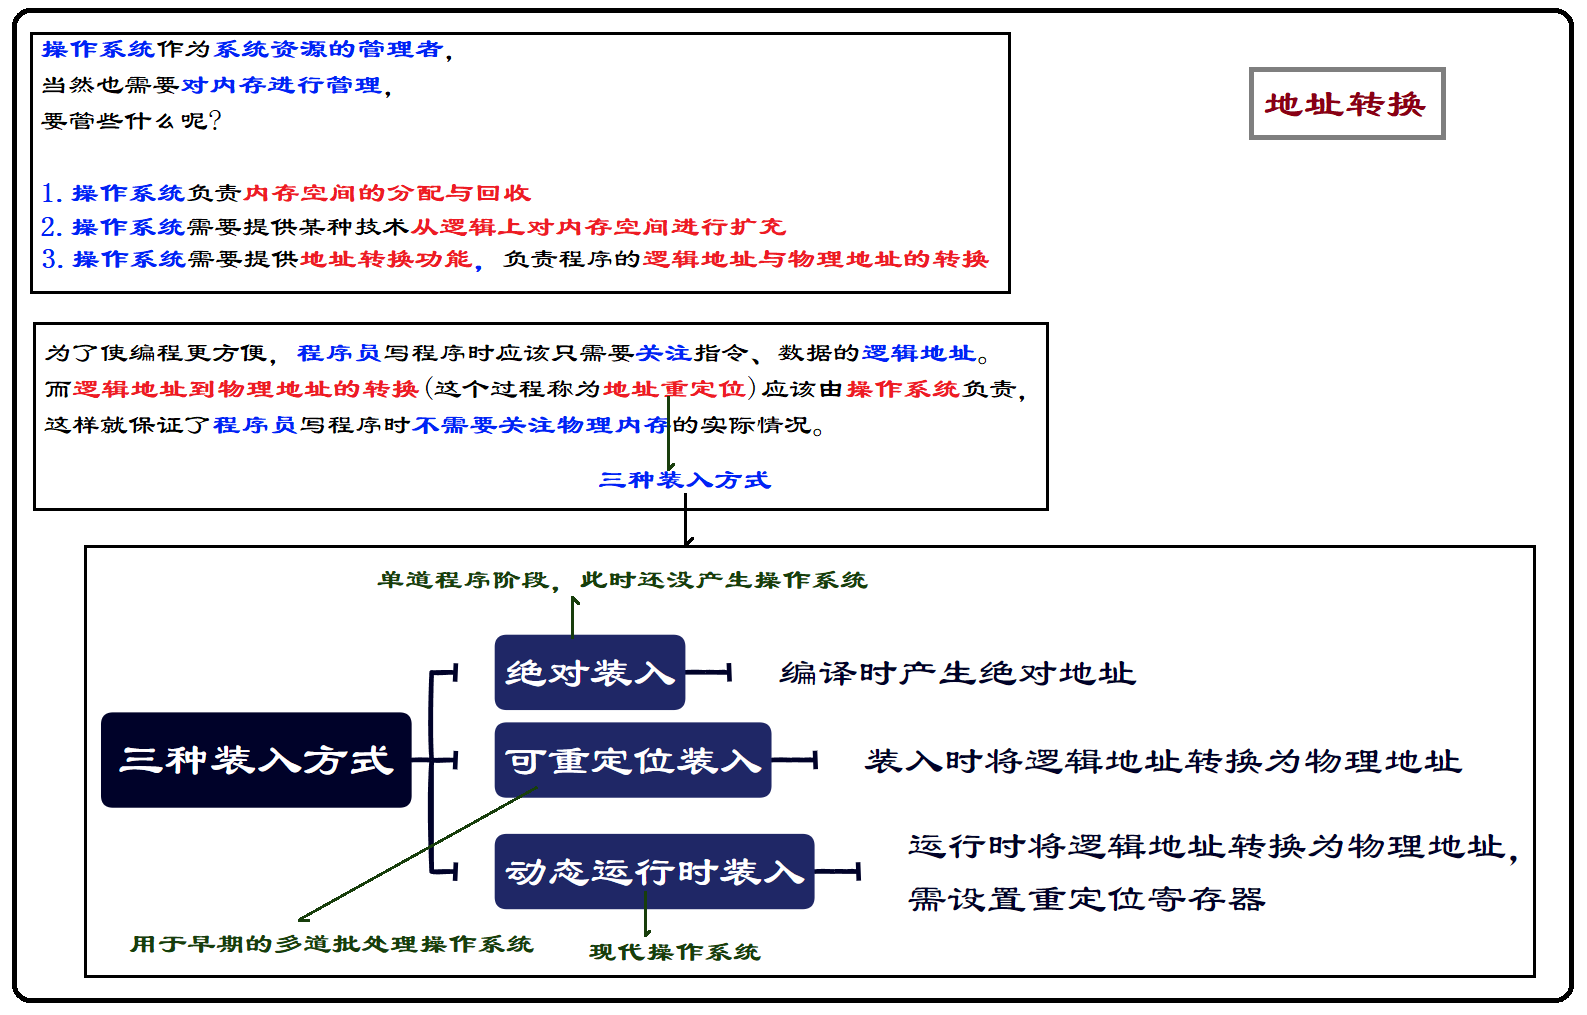 操作系统作为系统资源的管理者，
当然也需要对内存进行管理，
要管些什么呢？
地址转换
1. 操作系统负责内存空间的分配与回收
2. 操作系统需要提供某种技术从逻辑上对内存空间进行扩充
3. 操作系统需要提供地址转换功能，负责程序的逻辑地址与物理地址的转换
为了使编程更方便，程序员写程序时应该只需要关注指令、数据的逻辑地址。
而逻辑地址到物理地址的转换(这个过程称为地址重定位)应该由操作系统负责，
这样就保证了程序员写程序时不需要关注物理内存的实际情况。
三种装入方式
单道程序阶段，此时还没产生操作系统
绝对装入
编译时产生绝对地址
三种装入方式
可重定位装入
装入时将逻辑地址转换为物理地址
动态运行时装入
运行时将逻辑地址转换为物理地址，
需设置重定位寄存器
用于早期的多道批处理操作系统
现代操作系统